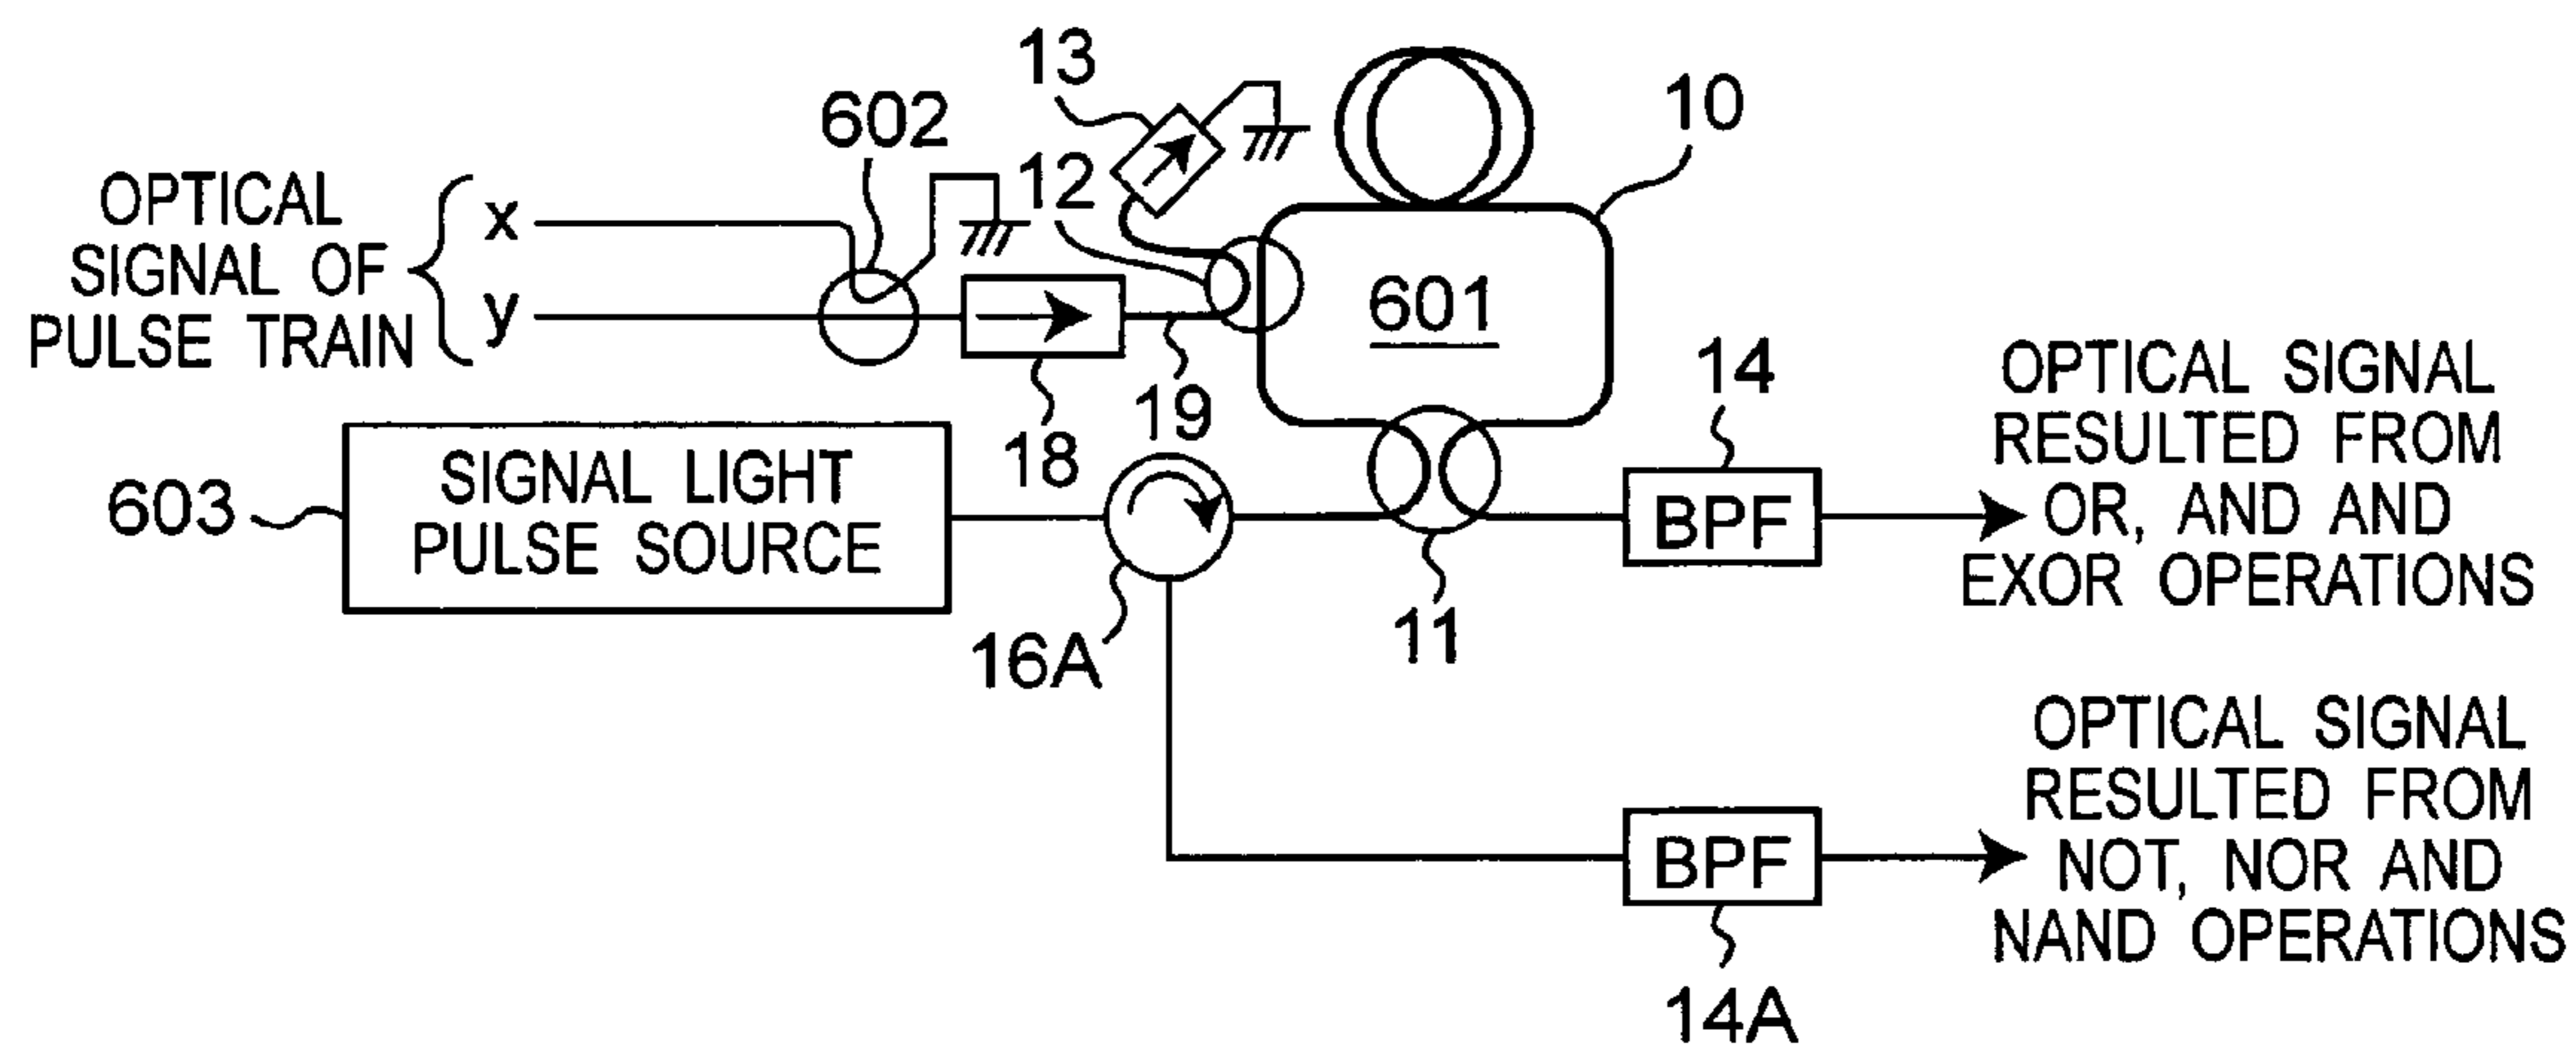 13
10
602
12
OPTICAL
SIGNAL OF
PULSE TRAIN
x
y
601
18
19
14
603
SIGNAL LIGHT
PULSE SOURCE
BPF
OPTICAL SIGNAL
RESULTED FROM
OR, AND AND
EXOR OPERATIONS
16A
11
BPF
14A
OPTICAL SIGNAL
RESULTED FROM
NOT, NOR AND
NAND OPERATIONS